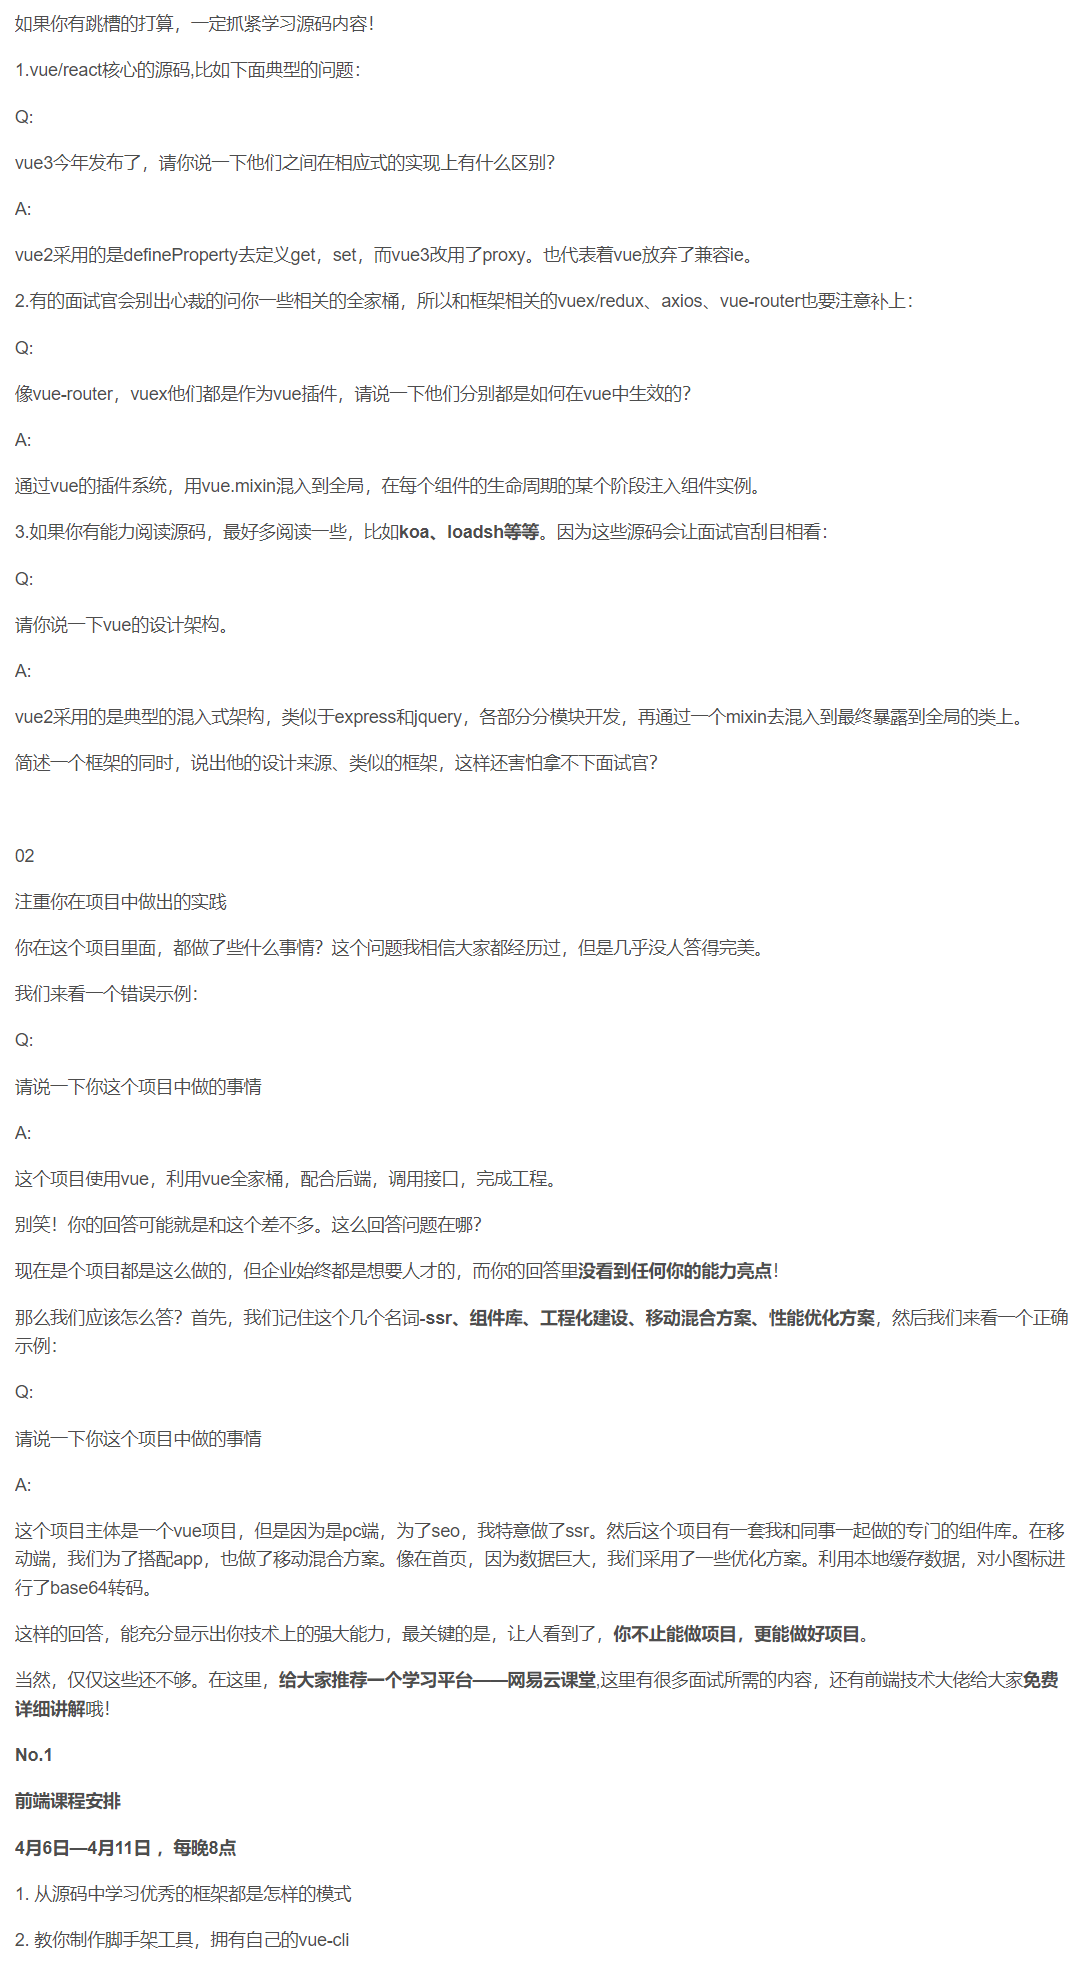 如果你有跳槽的打算，一定抓紧学习源码内容！
1.vue/react核心的源码,比如下面典型的问题：
Q:
vue3今年发布了，请你说一下他们之间在相应式的实现上有什么区别？
A:
vue2采用的是defineProperty去定义get，set，而vue3改用了proxy。也代表着vue放弃了兼容ie。
2.有的面试官会别出心裁的问你一些相关的全家桶，所以和框架相关的vuex/redux、axios、vue-router也要注意补上：
Q:
像vue-router，vuex他们都是作为vue插件，请说一下他们分别都是如何在vue中生效的？
A:
通过vue的插件系统，用vue.mixin混入到全局，在每个组件的生命周期的某个阶段注入组件实例。
3.如果你有能力阅读源码，最好多阅读一些，比如koa、loadsh等等。因为这些源码会让面试官刮目相看：
Q:
请你说一下vue的设计架构。
A:
vue2采用的是典型的混入式架构，类似于express和jquery，各部分分模块开发，再通过一个mixin去混入到最终暴露到全局的类上。
简述一个框架的同时，说出他的设计来源、类似的框架，这样还害怕拿不下面试官？
02
注重你在项目中做出的实践
你在这个项目里面，都做了些什么事情？这个问题我相信大家都经历过，但是几乎没人答得完美。
我们来看一个错误示例：
Q:
请说一下你这个项目中做的事情
A:
这个项目使用vue，利用vue全家桶，配合后端，调用接口，完成工程。
别笑！你的回答可能就是和这个差不多。这么回答问题在哪？
现在是个项目都是这么做的，但企业始终都是想要人才的，而你的回答里没看到任何你的能力亮点！
那么我们应该怎么答？首先，我们记住这个几个名词-ssr、组件库、工程化建设、移动混合方案、性能优化方案，然后我们来看一个正确
示例：
Q:
请说一下你这个项目中做的事情
A:
这个项目主体是一个vue项目，但是因为是pc端，为了seo，我特意做了ssr。然后这个项目有一套我和同事一起做的专门的组件库。在移
动端，我们为了搭配app，也做了移动混合方案。像在首页，因为数据巨大，我们采用了一些优化方案。利用本地缓存数据，对小图标进
行了base64转码。
这样的回答，能充分显示出你技术上的强大能力，最关键的是，让人看到了，你不止能做项目，更能做好项目。
当然，仅仅这些还不够。在这里，给大家推荐一个学习平台——网易云课堂,这里有很多面试所需的内容，还有前端技术大佬给大家免费
详细讲解哦！
No.1
前端课程安排
4月6日—4月11日 ，每晚8点
1. 从源码中学习优秀的框架都是怎样的模式
2. 教你制作脚手架工具，拥有自己的vue-cli